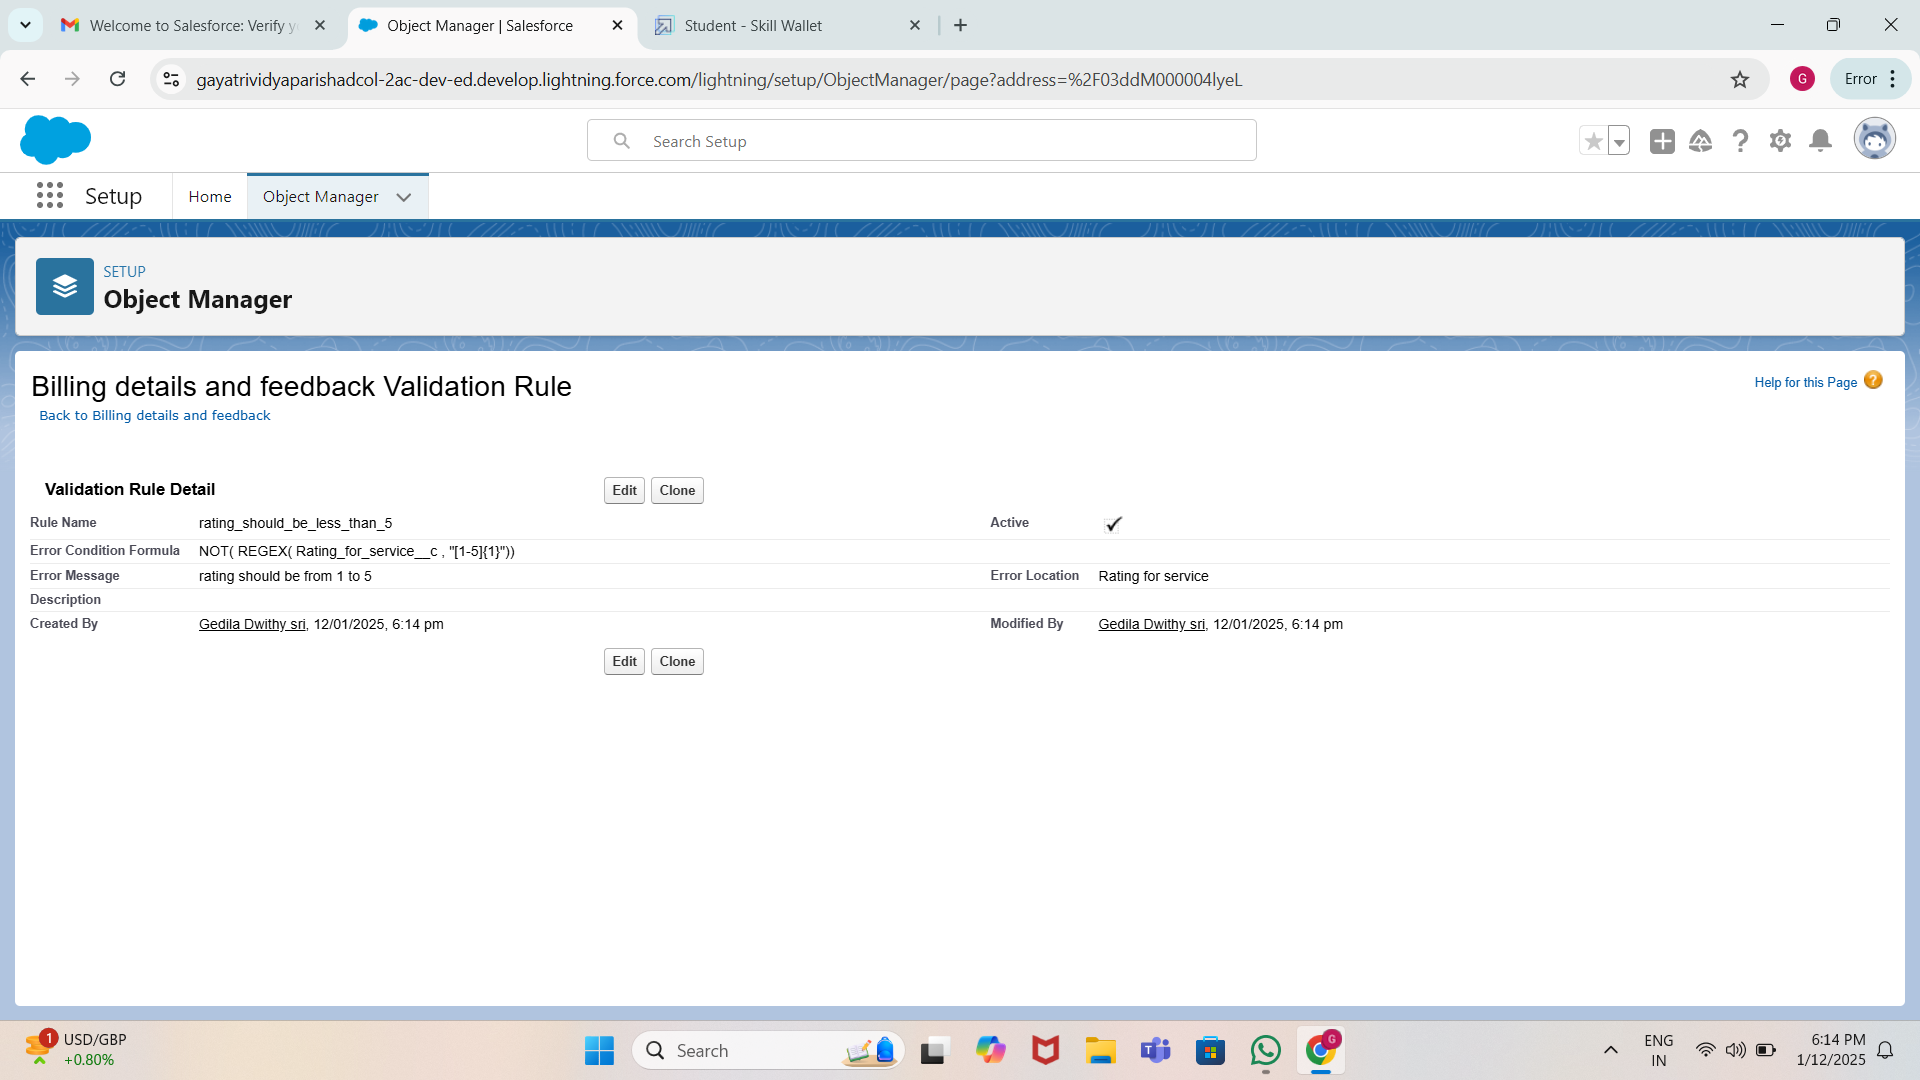 Welcome to Salesforce: Verify y
Object Manager | Salesforce
Student - Skill Wallet
gayatrividyaparishadcol-2ac-dev-ed.develop.lightning.force.com/lightning/setup/ObjectManager/page?address=%2F03ddM000004lyeL
G
Error
Search Setup
Setup
Home
Object Manager
SETUP
Object Manager
Billing details and feedback Validation Rule
Help for this Page ?
Back to Billing details and feedback
Validation Rule Detail
Edit Clone
Rule Name rating_should_be_less_than_5 Active
Error Condition Formula NOT( REGEX( Rating_for_service__c , "[1-5]{1}"))
Error Message rating should be from 1 to 5 Error Location Rating for service
Description
Created By Gedila Dwithy sri, 12/01/2025, 6:14 pm Modified By Gedila Dwithy sri, 12/01/2025, 6:14 pm
Edit Clone
1 USD/GBP
+0.80%
Search
G
ENG
IN
6:14 PM
1/12/2025